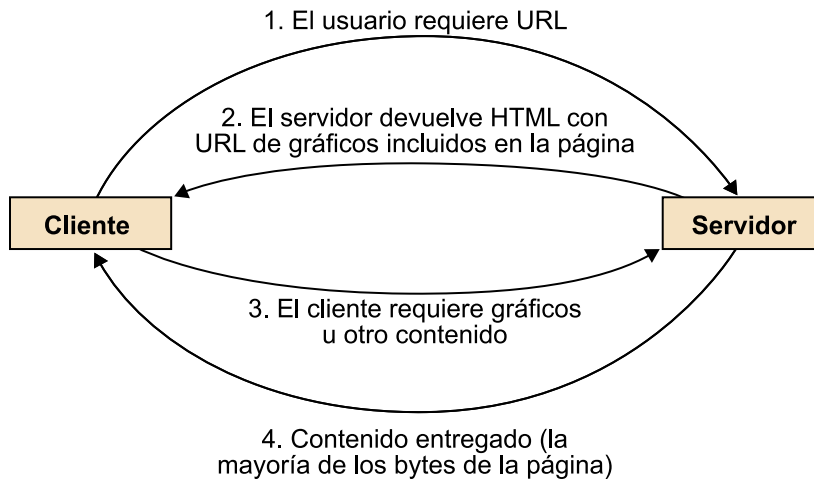 1. El usuario requiere URL
2. El servidor devuelve HTML con
URL de gráficos incluidos en la página
Cliente
Servidor
3. El cliente requiere gráficos
u otro contenido
4. Contenido entregado (la
mayoría de los bytes de la página)